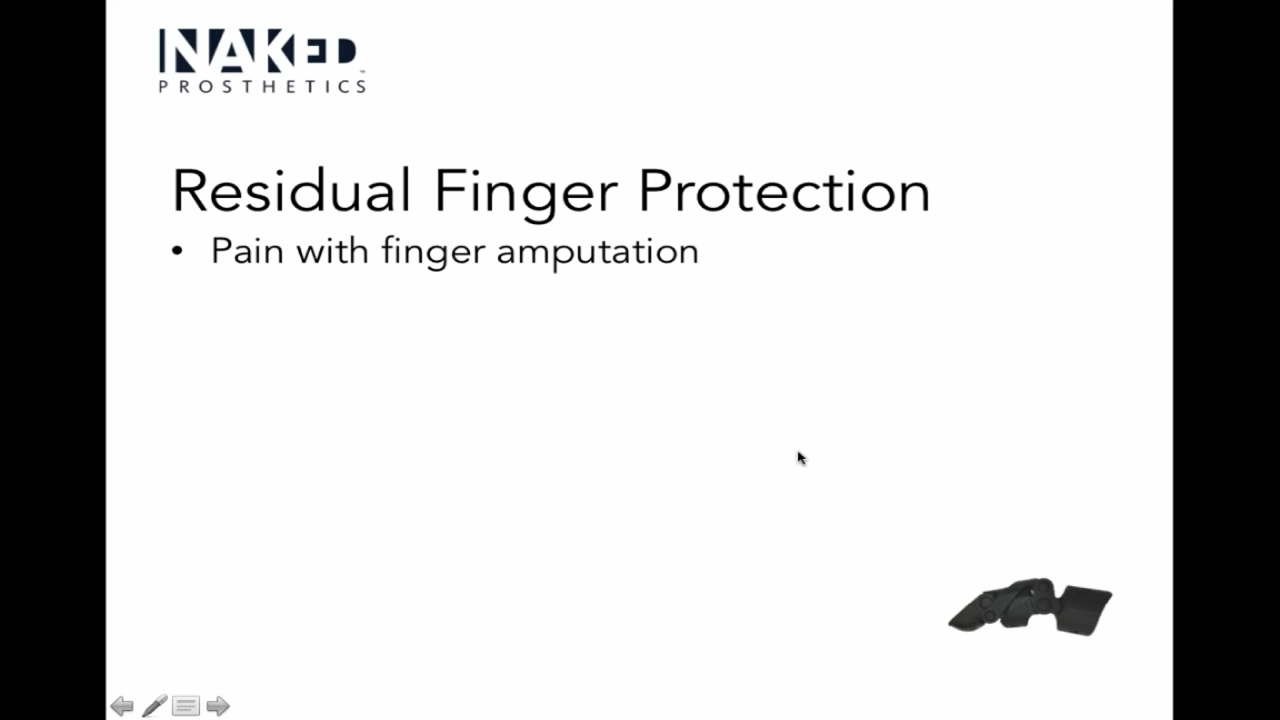 NAKED
PROSTHETICS
Residual Finger Protection
• Pain with finger amputation